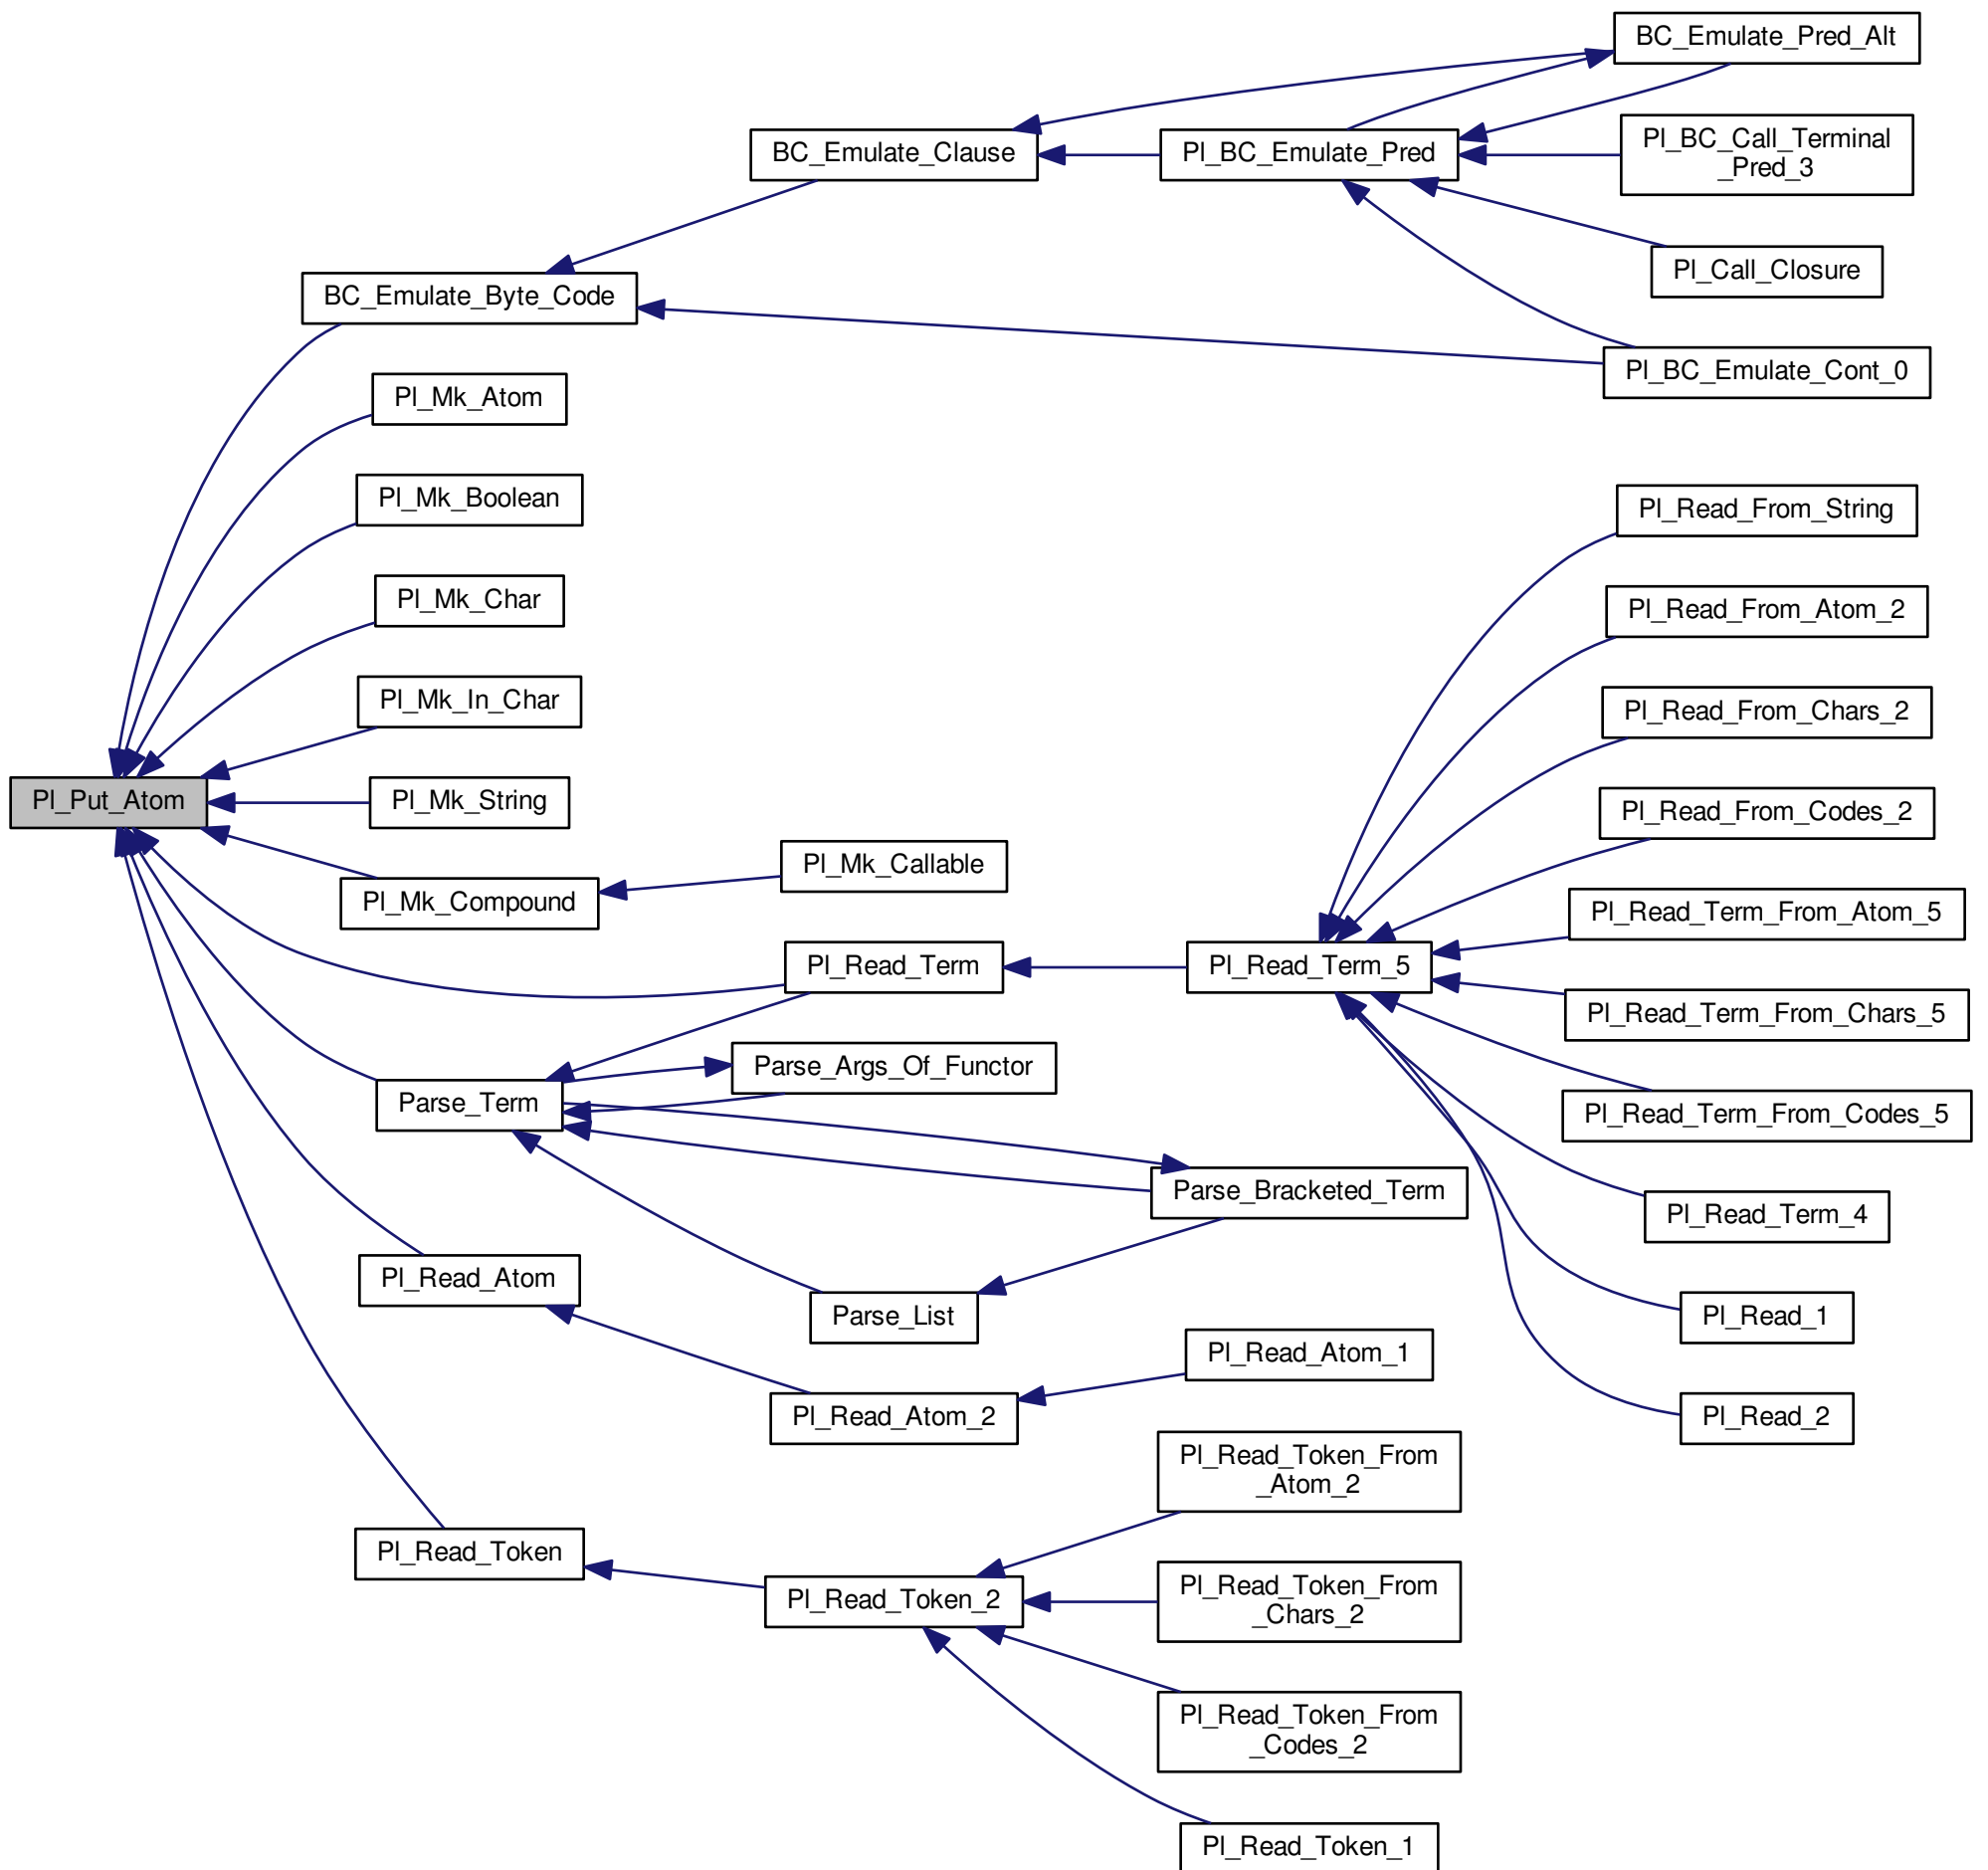 BC_Emulate_Pred_Alt
BC_Emulate_Clause
Pl_BC_Emulate_Pred
Pl_BC_Call_Terminal
_Pred_3
Pl_Call_Closure
BC_Emulate_Byte_Code
Pl_BC_Emulate_Cont_0
Pl_Mk_Atom
Pl_Mk_Boolean
Pl_Read_From_String
Pl_Mk_Char
Pl_Read_From_Atom_2
Pl_Mk_In_Char
Pl_Read_From_Chars_2
Pl_Put_Atom
Pl_Mk_String
Pl_Read_From_Codes_2
Pl_Mk_Callable
Pl_Mk_Compound
Pl_Read_Term_From_Atom_5
Pl_Read_Term
Pl_Read_Term_5
Pl_Read_Term_From_Chars_5
Parse_Args_Of_Functor
Parse_Term
Pl_Read_Term_From_Codes_5
Parse_Bracketed_Term
Pl_Read_Term_4
Pl_Read_Atom
Parse_List
Pl_Read_1
Pl_Read_Atom_1
Pl_Read_Atom_2
Pl_Read_2
Pl_Read_Token_From
_Atom_2
Pl_Read_Token
Pl_Read_Token_2
Pl_Read_Token_From
_Chars_2
Pl_Read_Token_From
_Codes_2
Pl_Read_Token_1